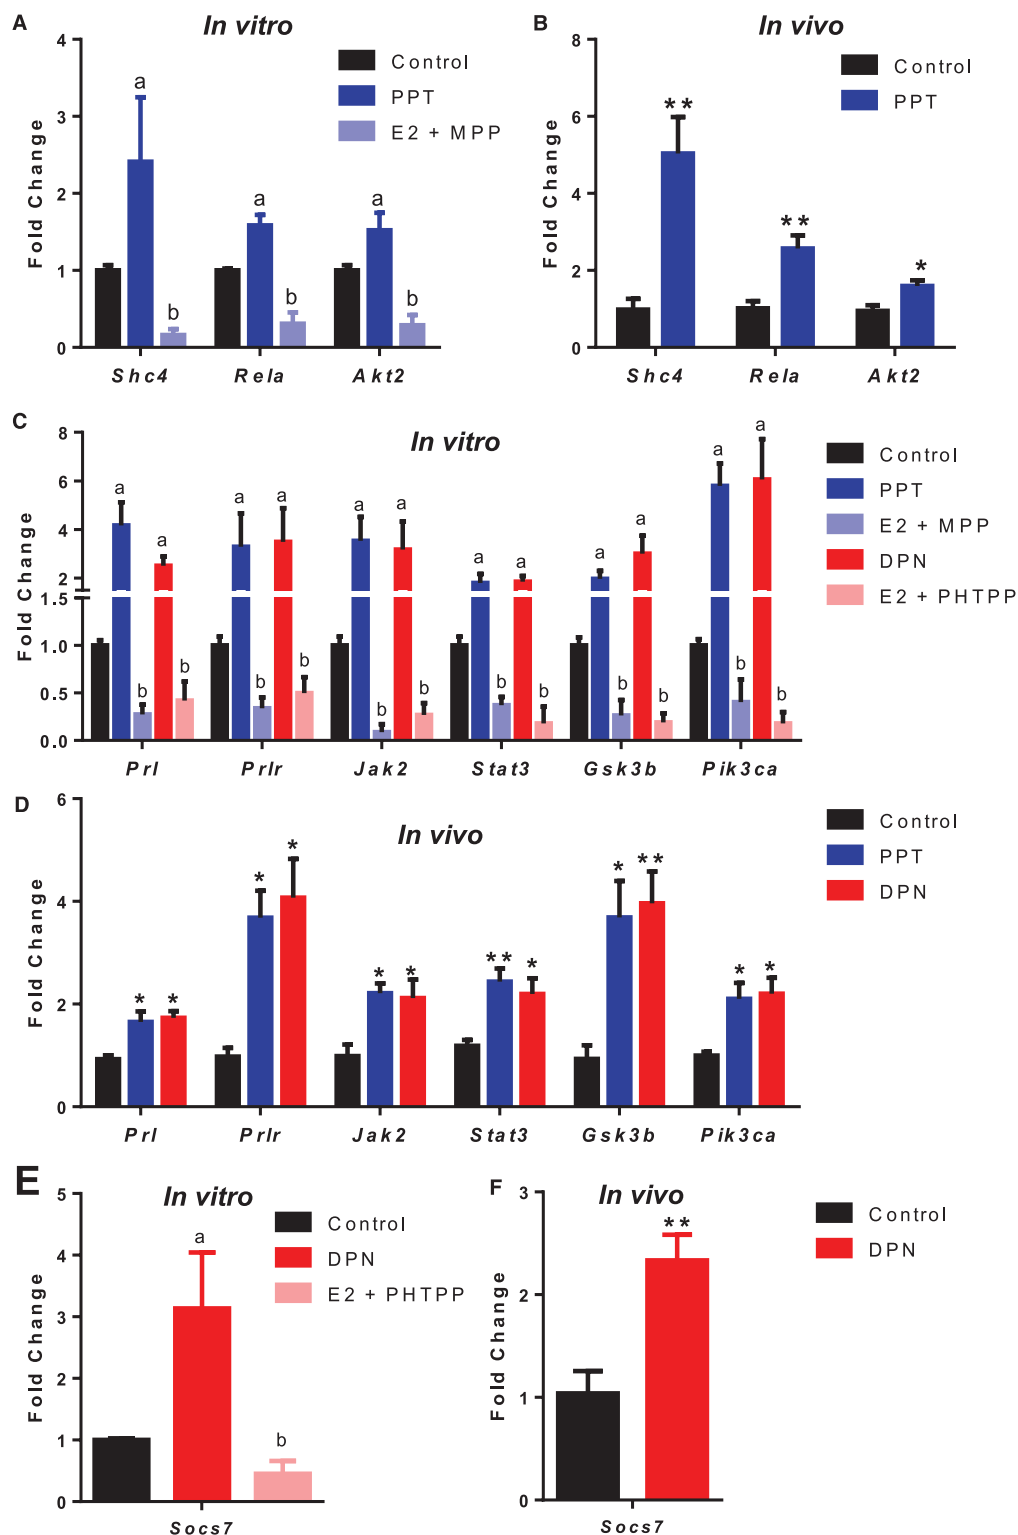 A
In vitro
4
3
2
1
0
Fold Change
a
b
a
b
a
b
Control
PPT
E2 + MPP
Shc4
Rela
Akt2
B
In vivo
8
6
4
2
0
Fold Change
**
**
*
Control
PPT
Shc4
Rela
Akt2
C
In vitro
8
6
4
2
1.5
1.0
0.5
0.0
Fold Change
a
b
a
b
a
b
a
b
a
b
a
b
a
b
a
b
a
b
a
b
a
b
a
b
Control
PPT
E2 + MPP
DPN
E2 + PHTPP
Prl
Prlr
Jak2
Stat3
Gsk3b
Pik3ca
D
In vivo
6
4
2
0
Fold Change
*
*
*
*
*
*
**
*
*
**
*
*
Control
PPT
DPN
Prl
Prlr
Jak2
Stat3
Gsk3b
Pik3ca
E
In vitro
5
4
3
2
1
0
Fold Change
a
b
Control
DPN
E2 + PHTPP
Socs7
F
In vivo
3
2
1
0
Fold Change
**
Control
DPN
Socs7